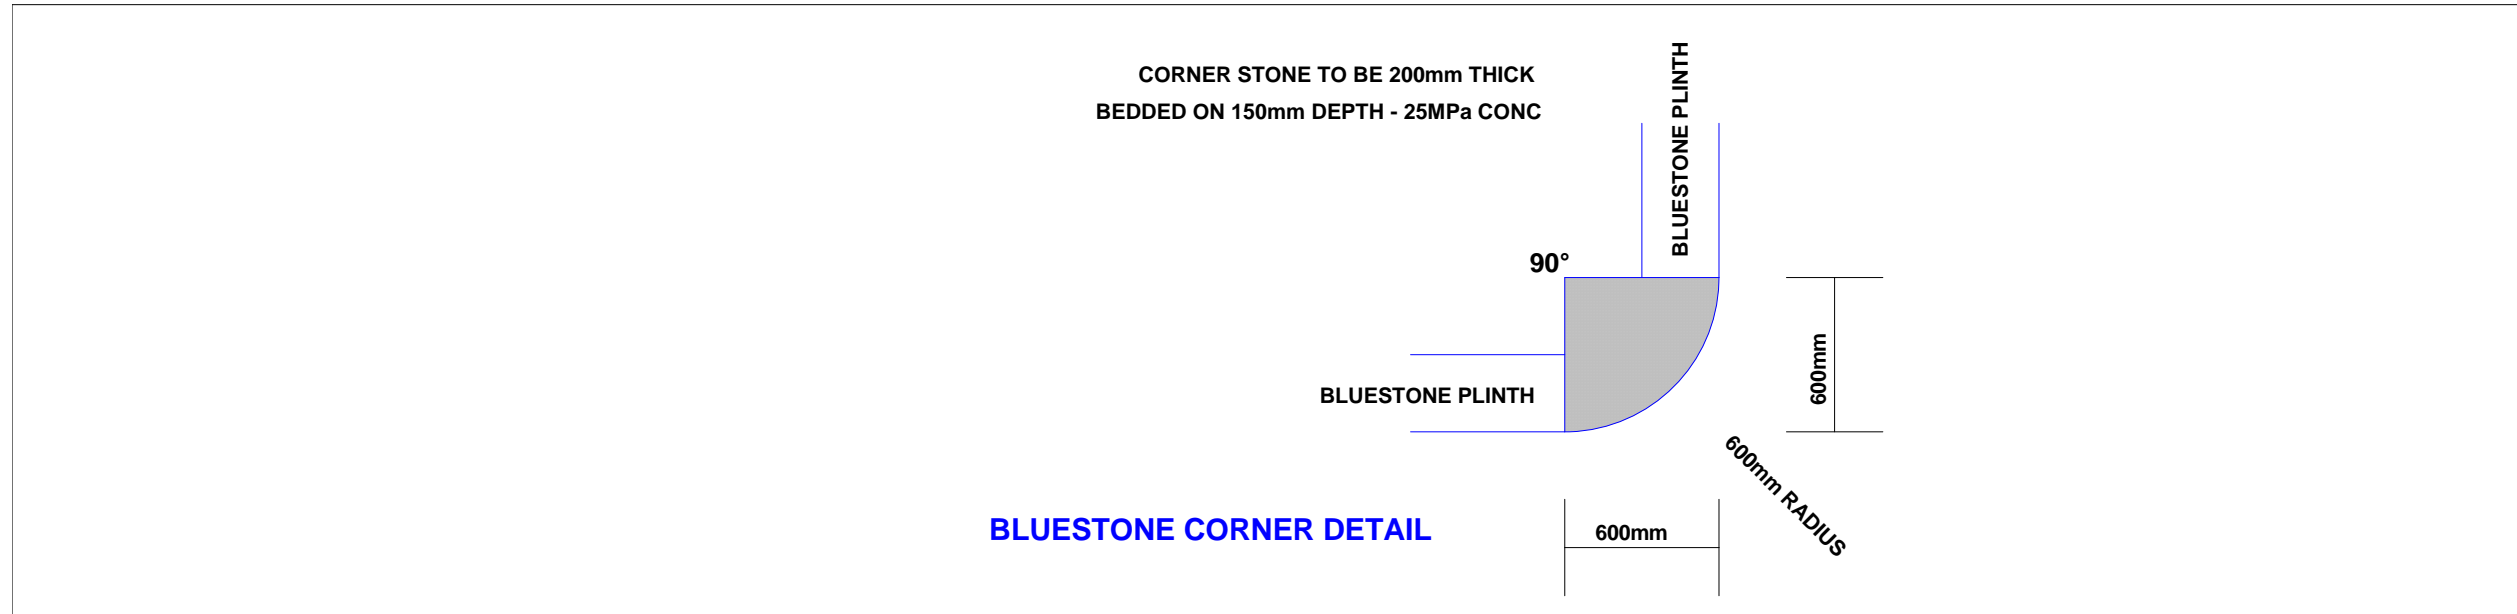 CORNER STONE TO BE 200mm THICK
BEDDED ON 150mm DEPTH - 25MPa CONC
BLUESTONE PLINTH
90°
BLUESTONE PLINTH
600mm
600mm RADIUS
BLUESTONE CORNER DETAIL
600mm